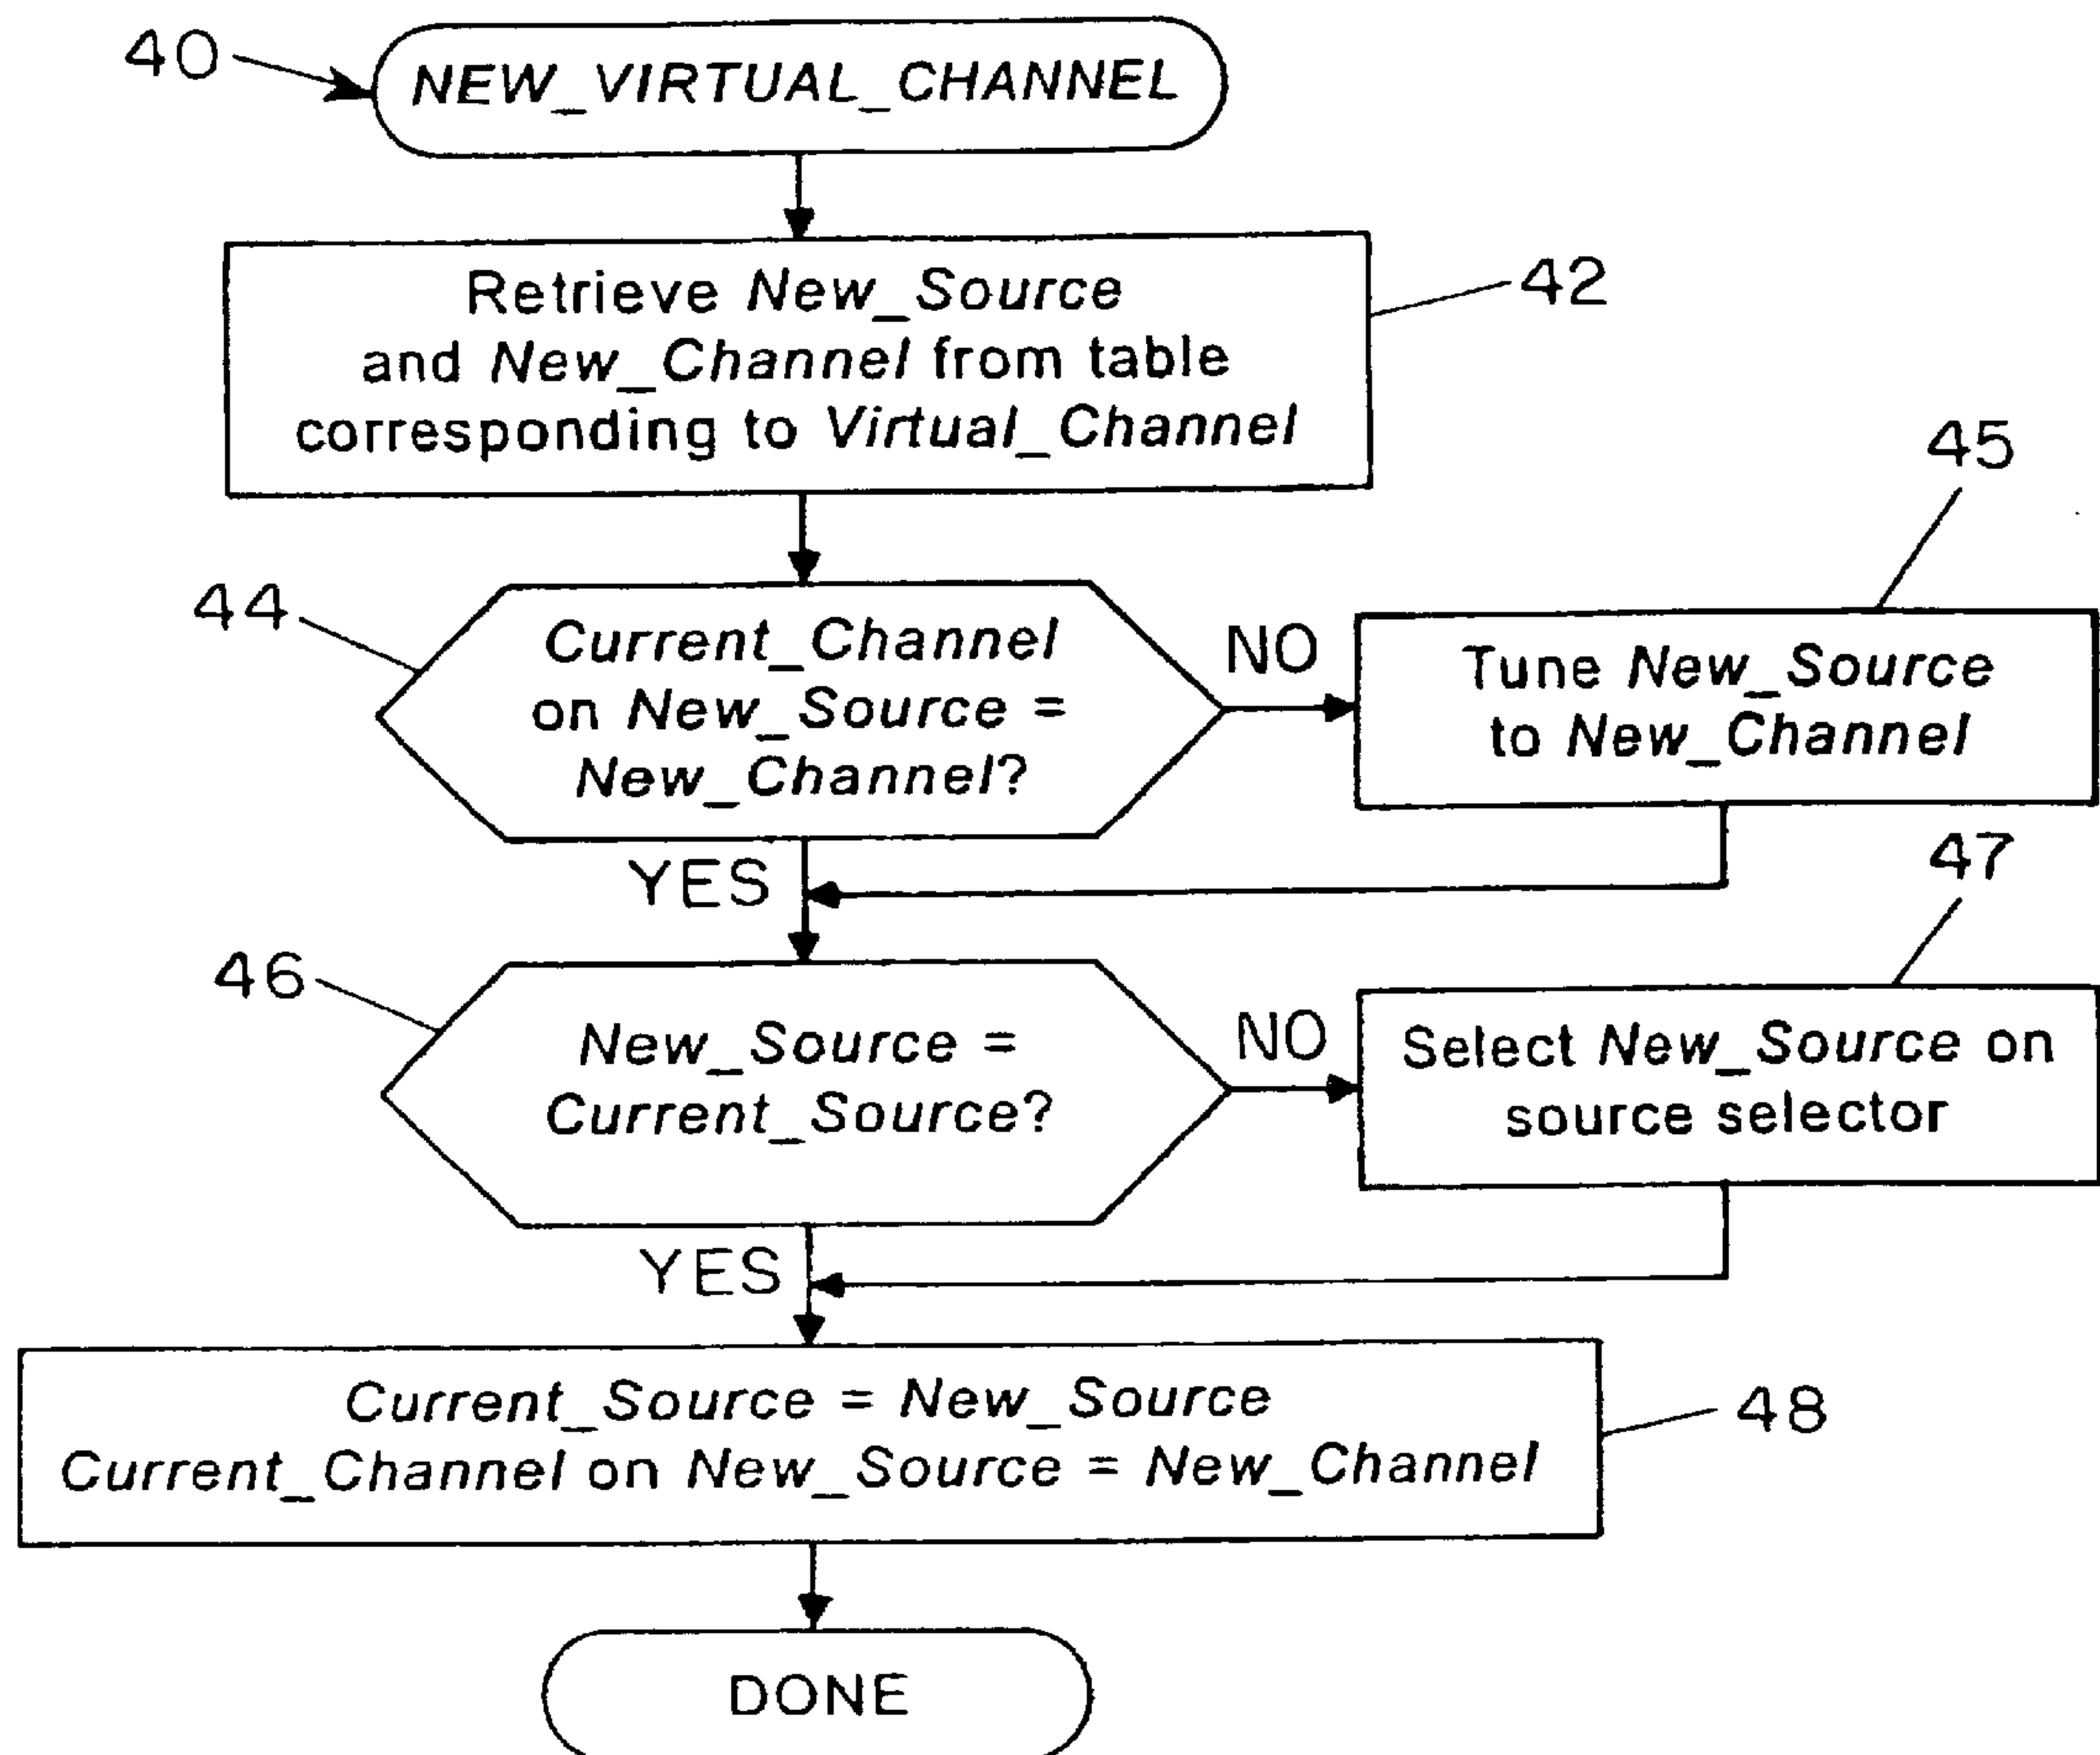 40
NEW_VIRTUAL_CHANNEL
Retrieve New_Source
and New_Channel from table
corresponding to Virtual_Channel
42
44
Current_Channel
on New_Source =
New_Channel?
NO
45
Tune New_Source
to New_Channel
YES
46
New_Source =
Current_Source?
NO
47
Select New_Source on
source selector
YES
Current_Source = New_Source
Current_Channel on New_Source = New_Channel
48
DONE